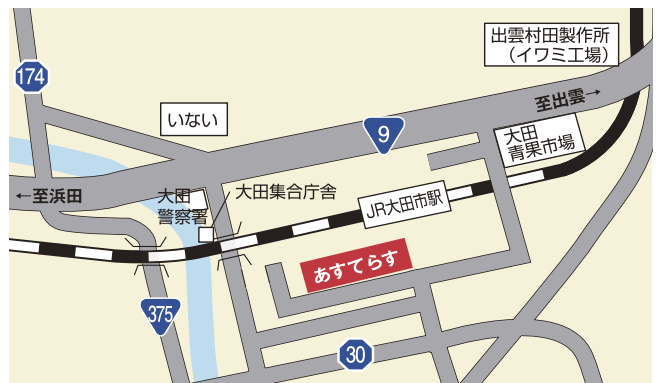 出雲村田製作所
（イワミ工場）
174
至出雲→
いない
9
大田
青果市場
←至浜田
大田
警察署
大田集合庁舎
JR大田市駅
あすてらす
375
30